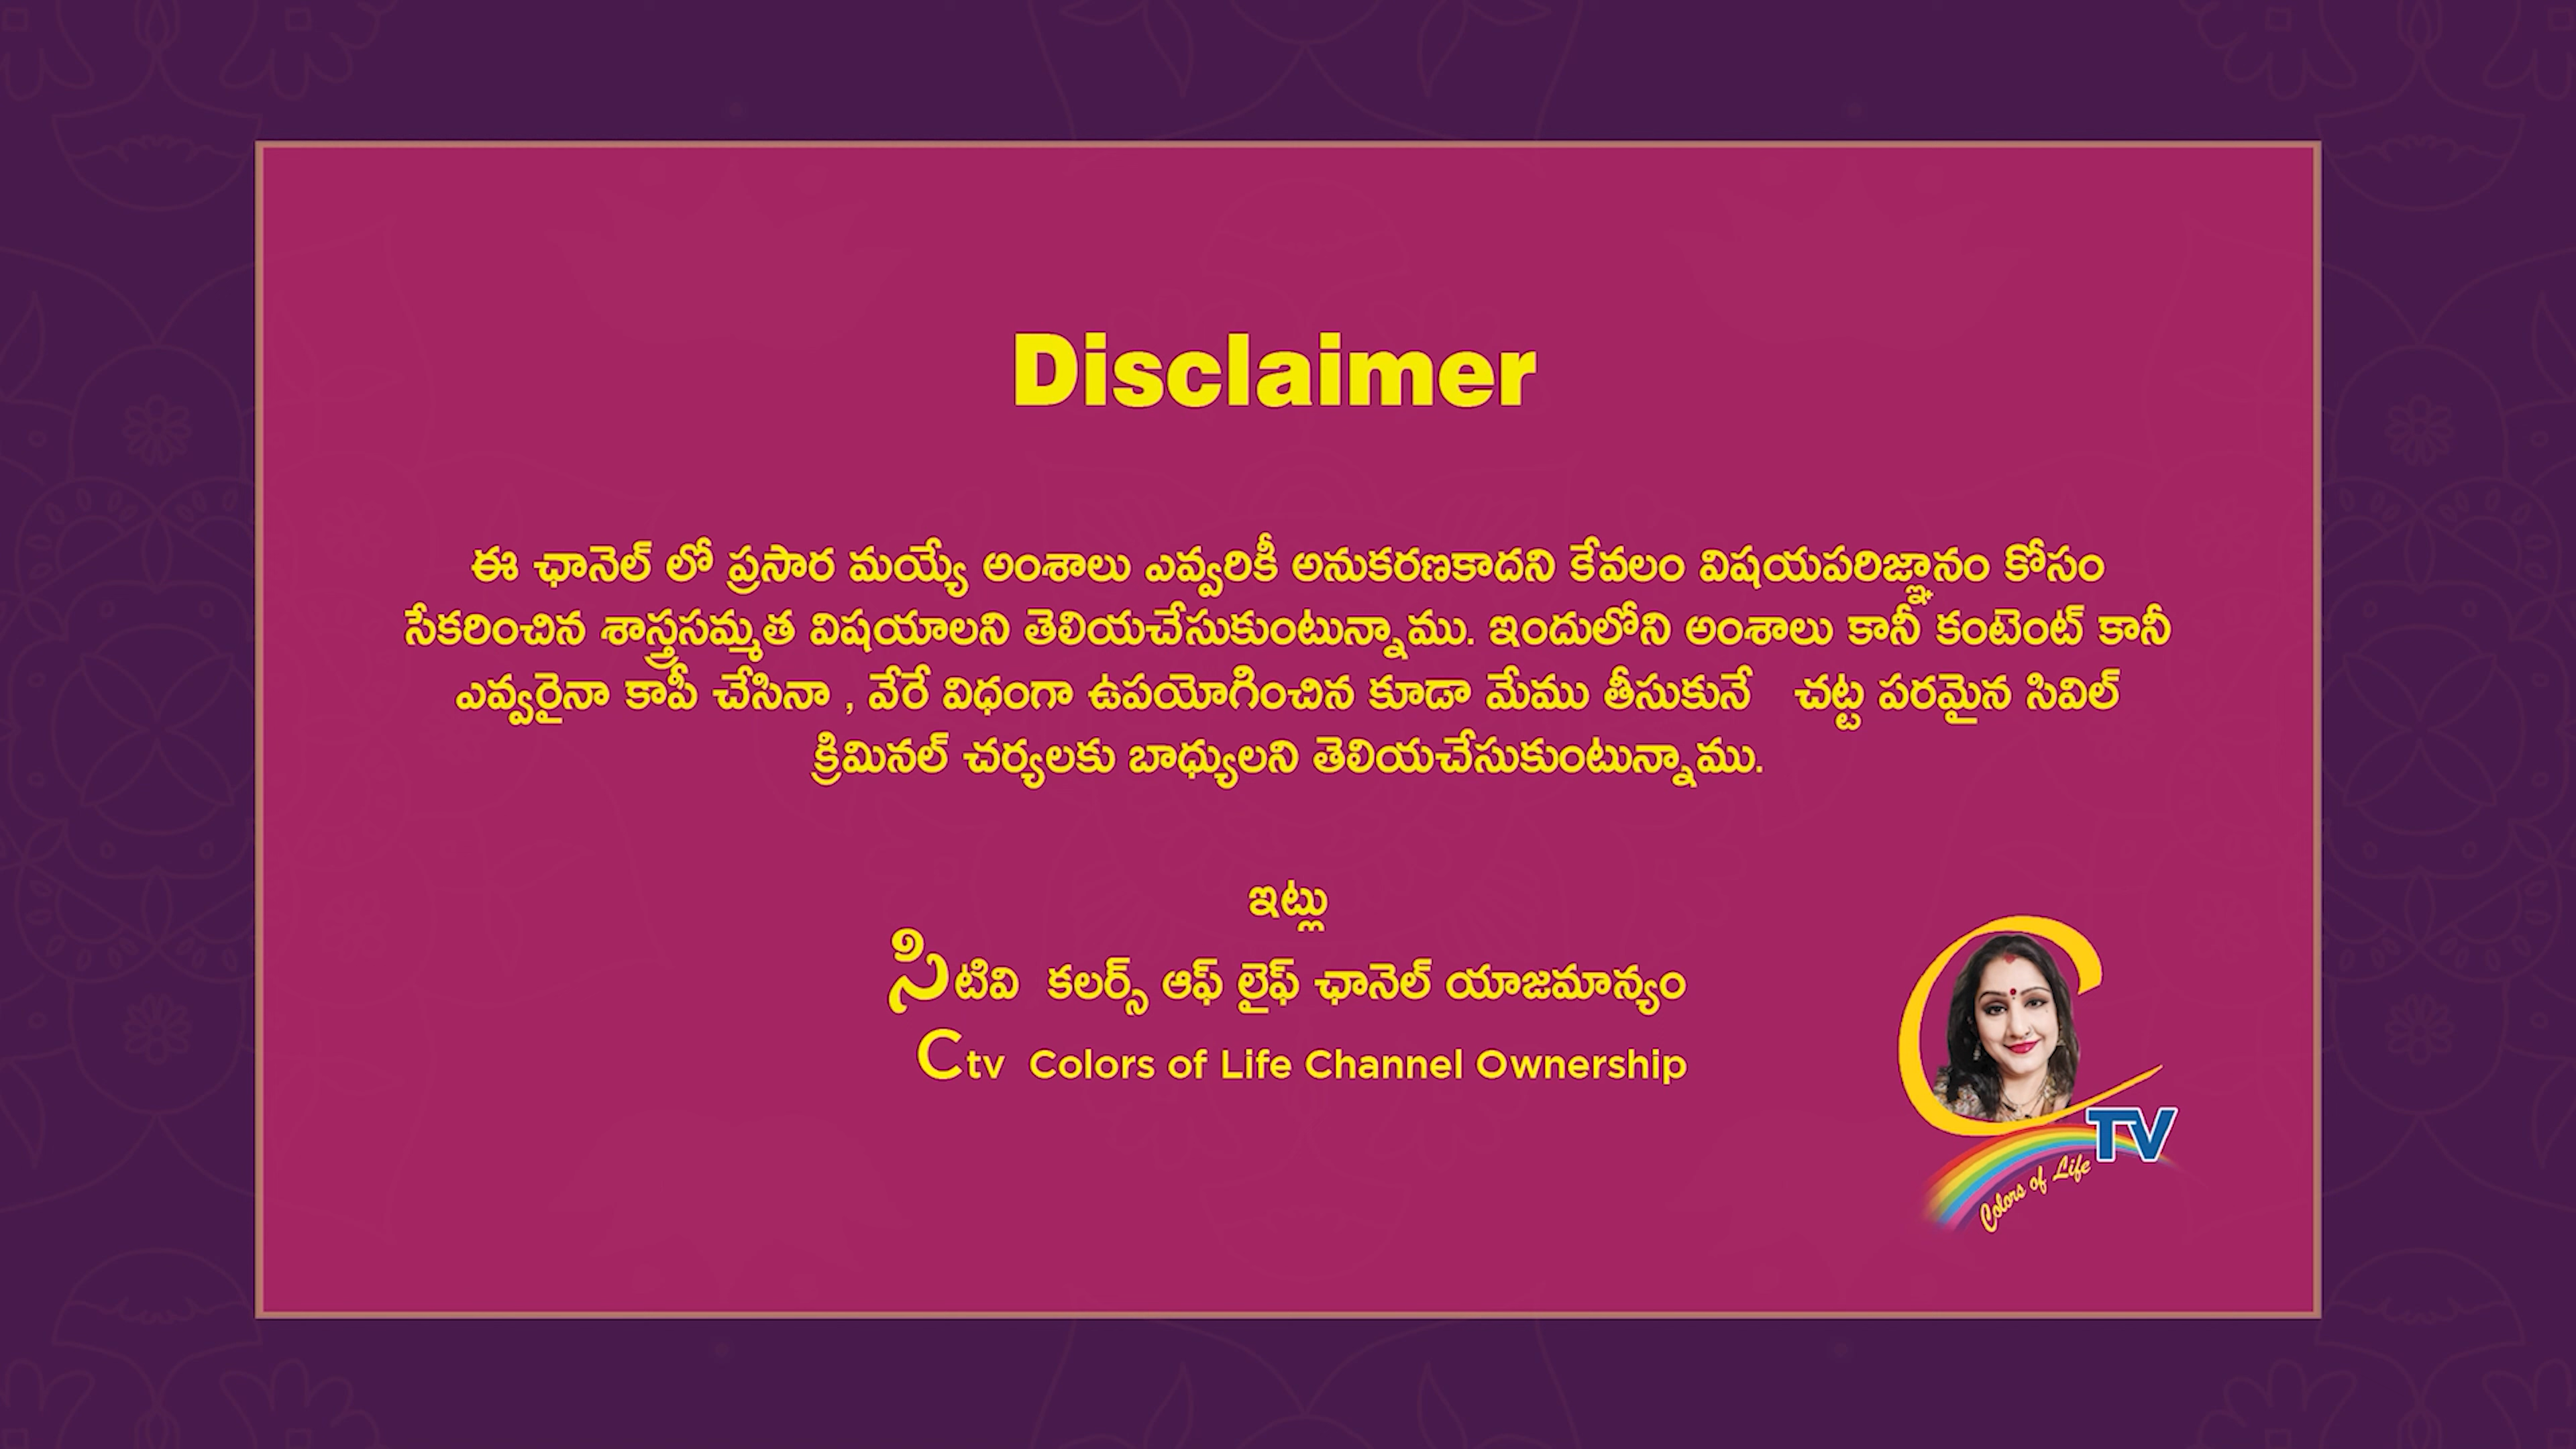 Disclaimer
ఈ ఛానెల్ లో ప్రసార మయ్యే అంశాలు ఎవ్వరికీ అనుకరణకాదని కేవలం విషయపరిజ్ఞానం కోసం
సేకరించిన శాస్త్రసమ్మత విషయాలని తెలియచేసుకుంటున్నాము. ఇందులోని అంశాలు కానీ కంటెంట్ కానీ
ఎవ్వరైనా కాపీ చేసినా , వేరే విధంగా ఉపయోగించిన కూడా మేము తీసుకునే చట్ట పరమైన సివిల్
క్రిమినల్ చర్యలకు బాధ్యులని తెలియచేసుకుంటున్నాము.
ఇట్లు
సిటివి కలర్స్ ఆఫ్ లైఫ్ ఛానెల్ యాజమాన్యం
Ctv Colors of Life Channel Ownership
C TV
Colors of Life